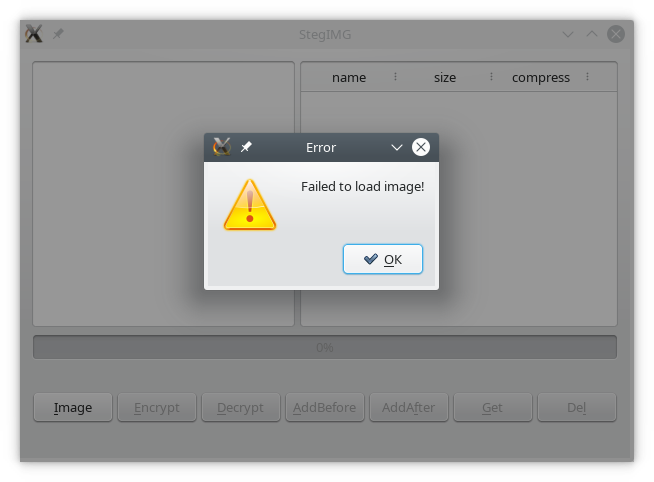 StegIMG
name size compress
Error
Failed to load image!
OK
0%
Image Encrypt Decrypt AddBefore AddAfter Get Del